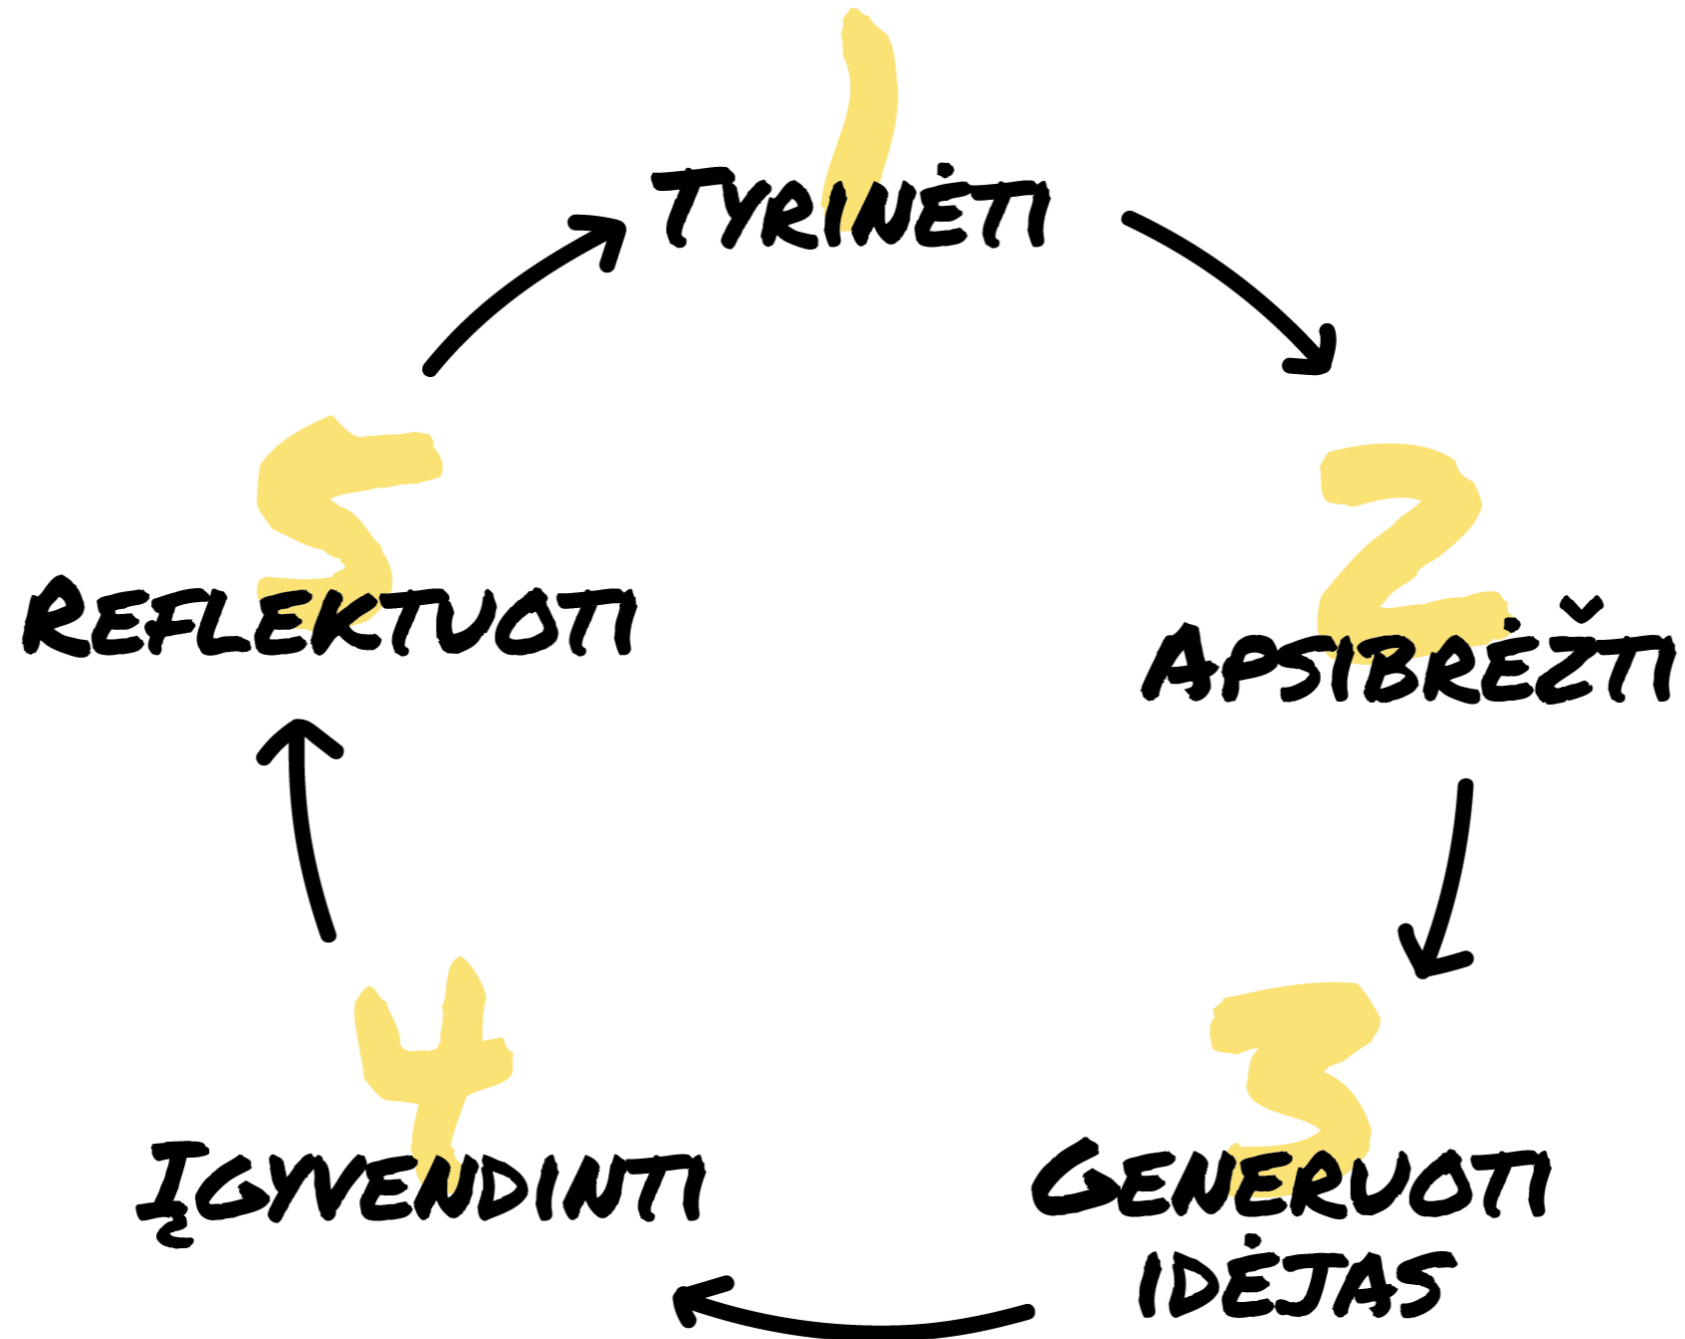 1
Tyrinėti
2
Apsibrėžti
3
Generuoti
idėjas
4
Įgyvendinti
5
Reflektuoti